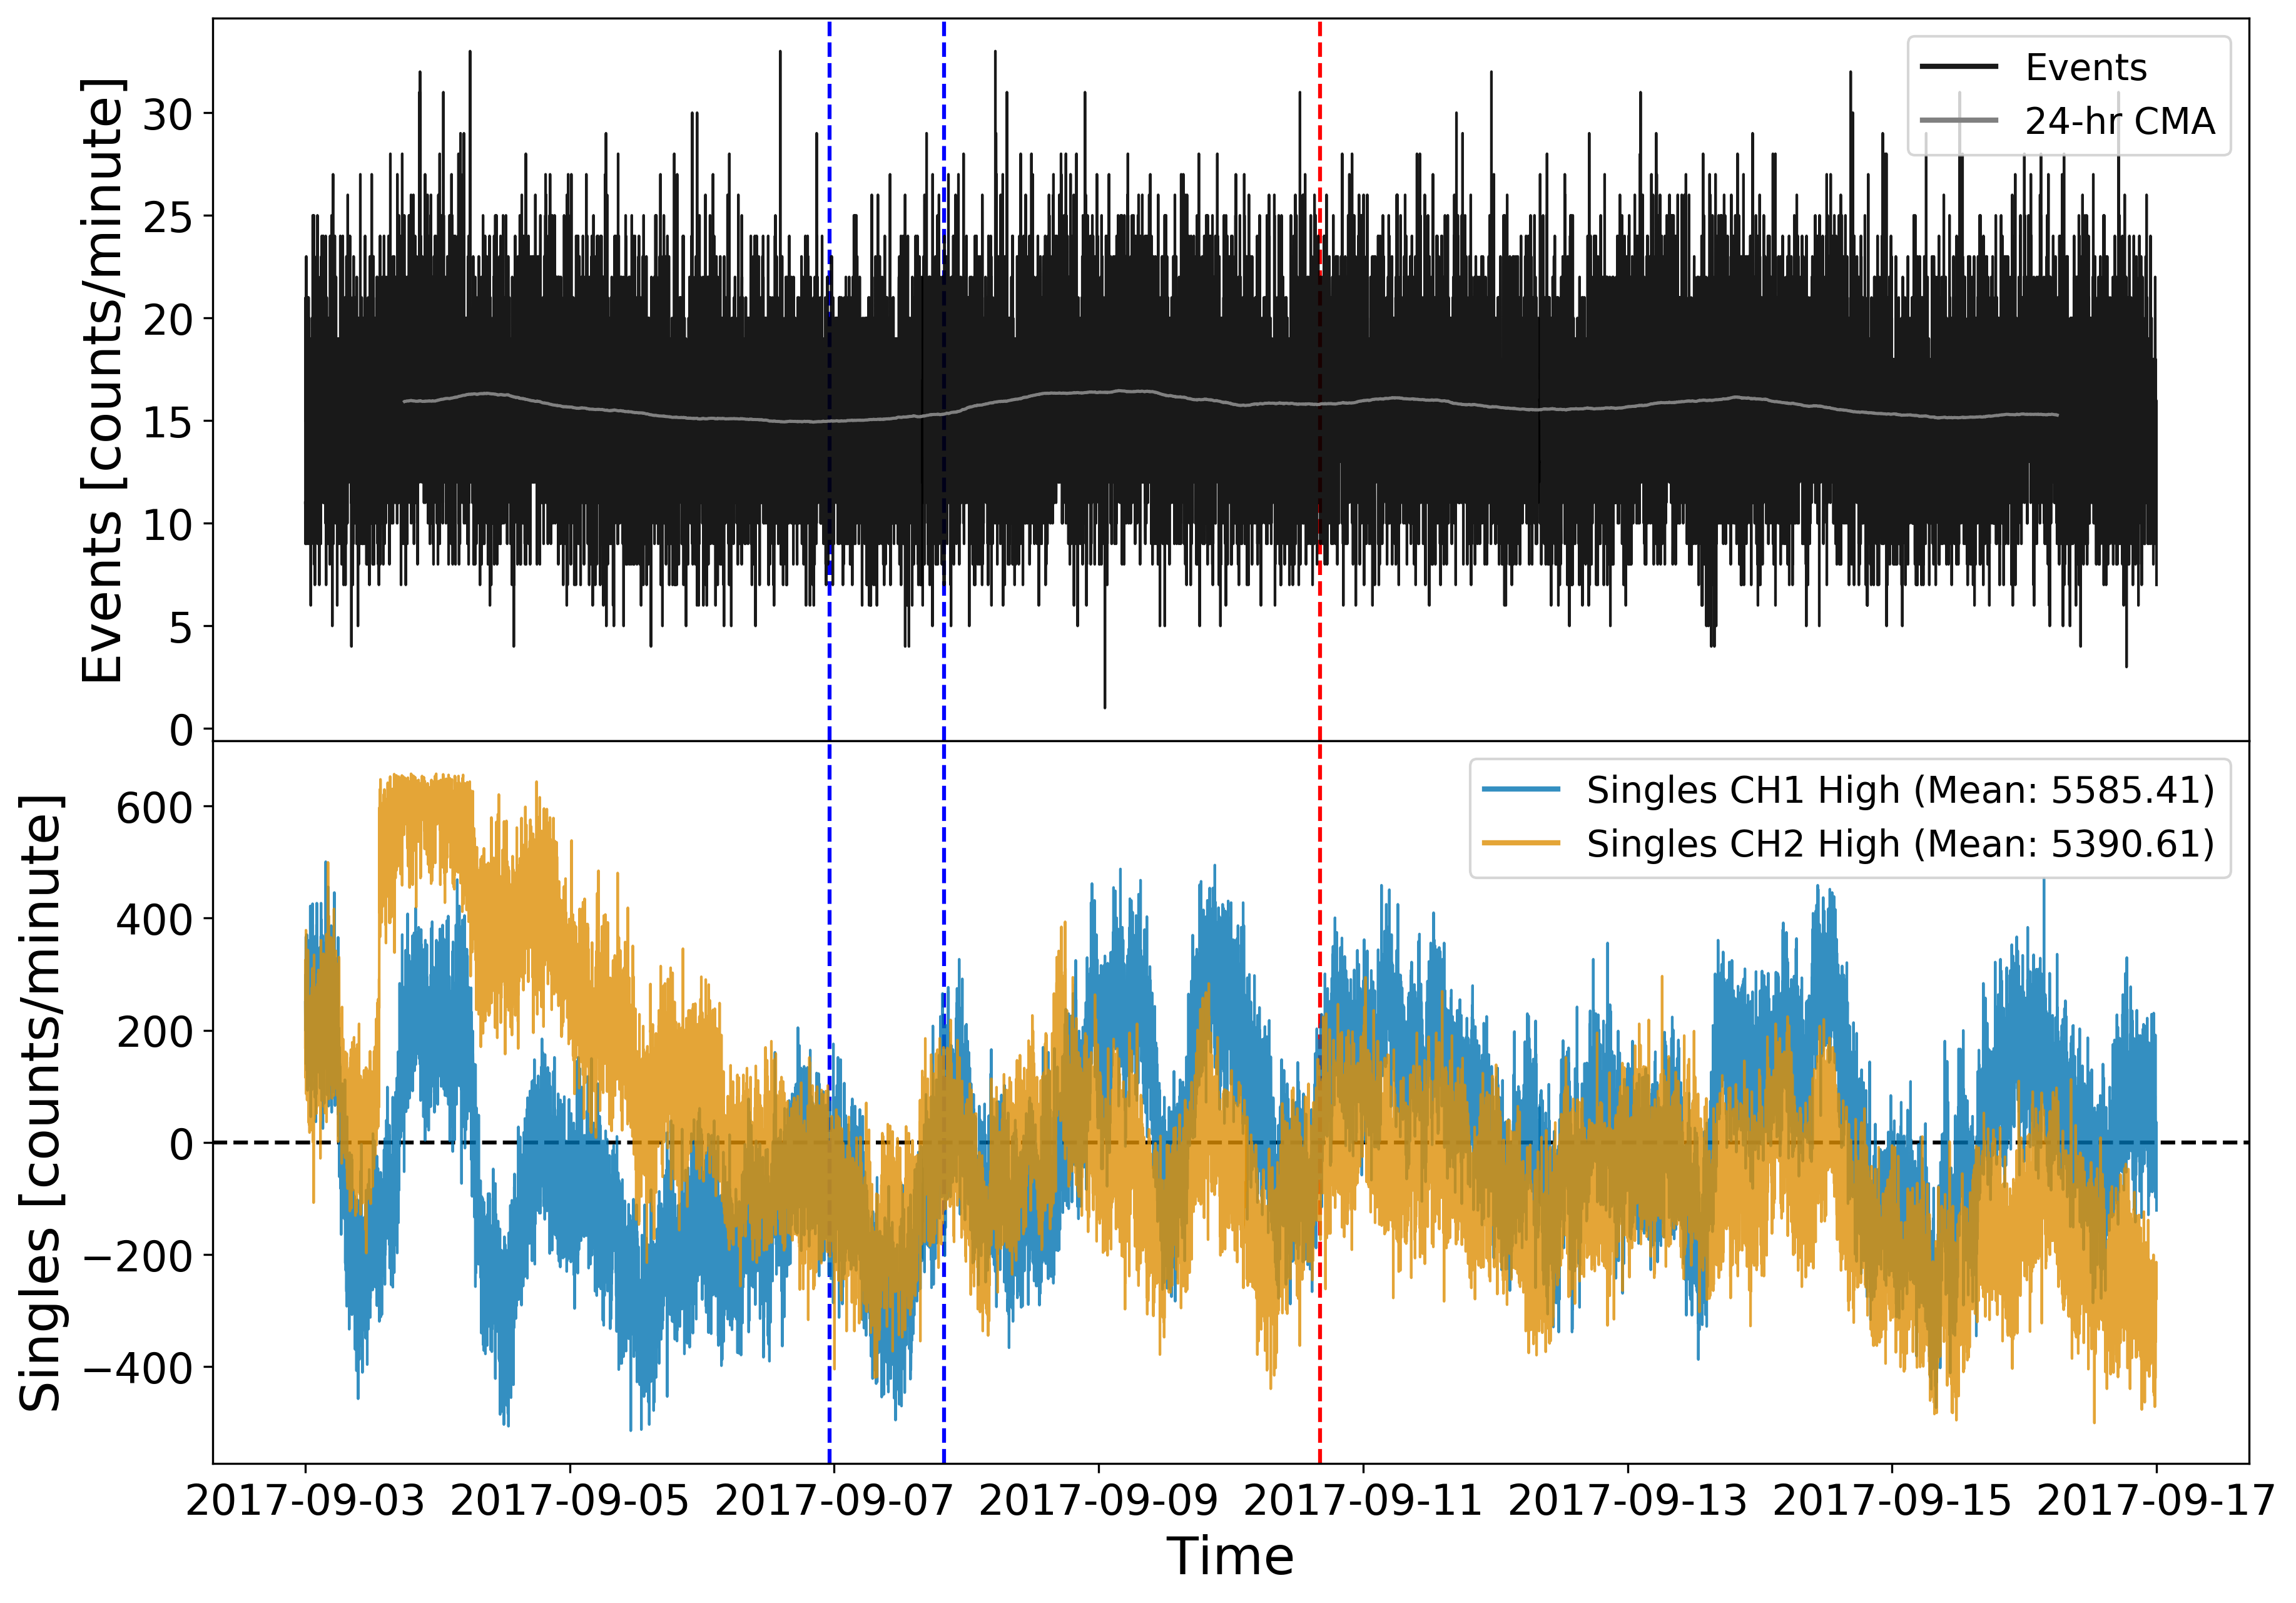 Events [counts/minute]
30
25
20
15
10
5
0
Events
24-hr CMA
Singles [counts/minute]
600
400
200
0
−200
−400
Singles CH1 High (Mean: 5585.41)
Singles CH2 High (Mean: 5390.61)
2017-09-03 2017-09-05 2017-09-07 2017-09-09 2017-09-11 2017-09-13 2017-09-15 2017-09-17
Time